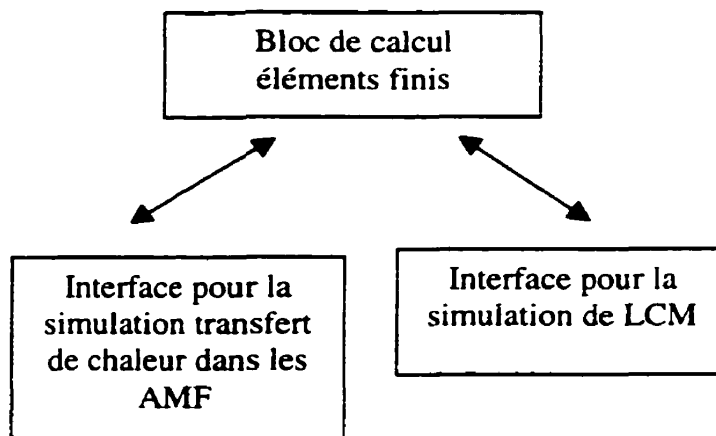 Bloc de calcul
éléments finis
Interface pour la
simulation transfert
de chaleur dans les
AMF
Interface pour la
simulation de LCM